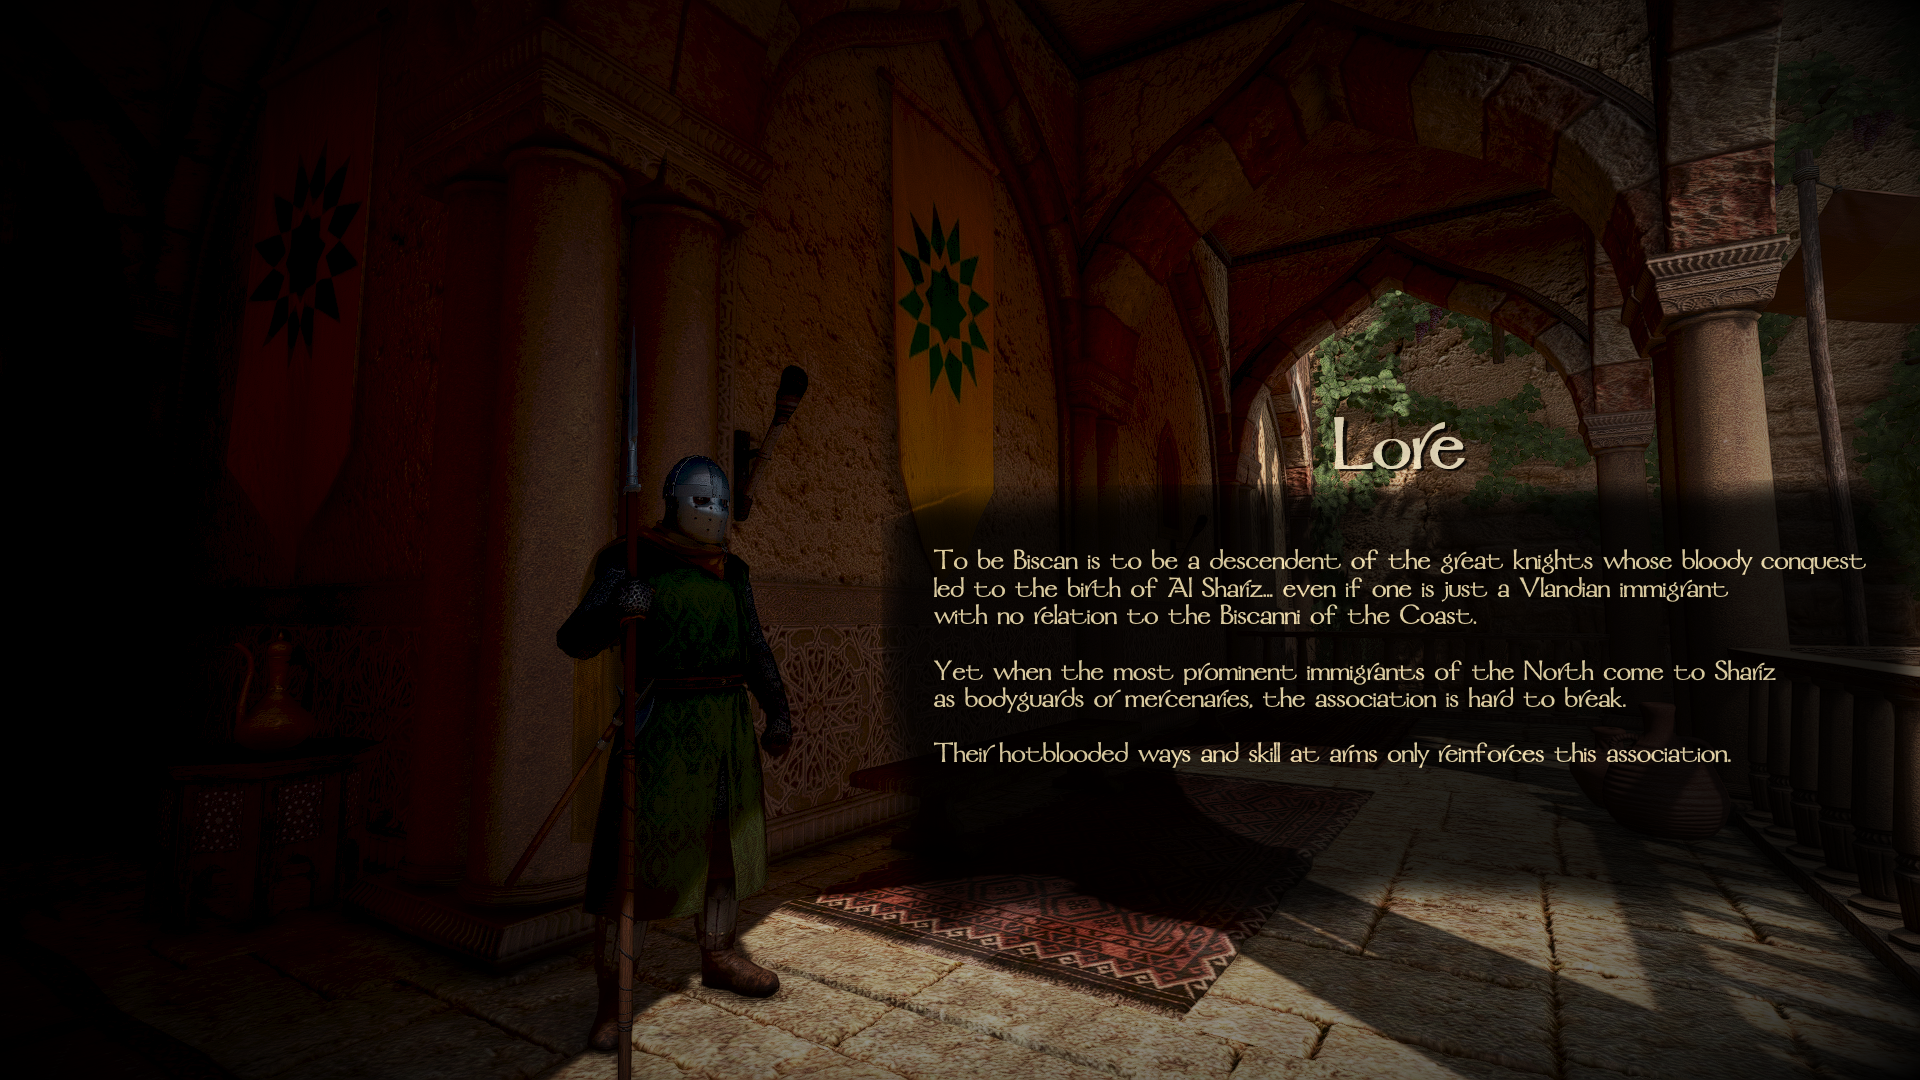 Lore
To be Biscan is to be a descendent of the great knights whose bloody conquest
led to the birth of Al Shariz... even if one is just a Vlandian immigrant
with no relation to the Biscanni of the Coast.
Yet when the most prominent immigrants of the North come to Shariz
as bodyguards or mercenaries, the association is hard to break.
Their hotblooded ways and skill at arms only reinforces this association.